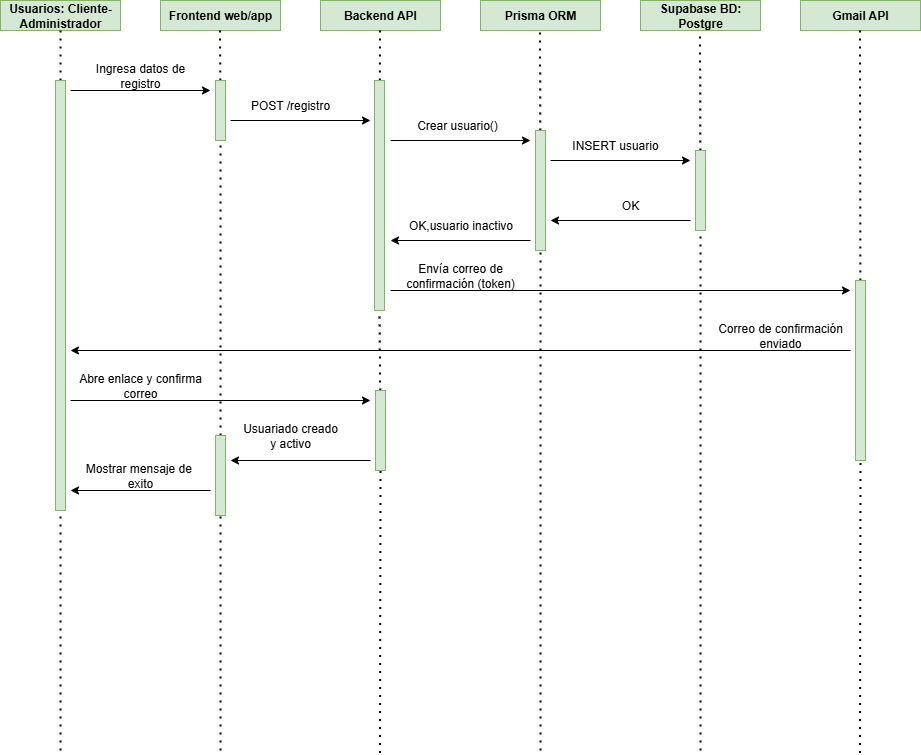 Usuarios: Cliente-
Administrador
Frontend web/app
Backend API
Prisma ORM
Supabase BD:
Postgre
Gmail API
Ingresa datos de
registro
POST /registro
Crear usuario()
INSERT usuario
OK
OK,usuario inactivo
Envía correo de
confirmación (token)
Correo de confirmación
enviado
Abre enlace y confirma
correo
Usuariado creado
y activo
Mostrar mensaje de
exito